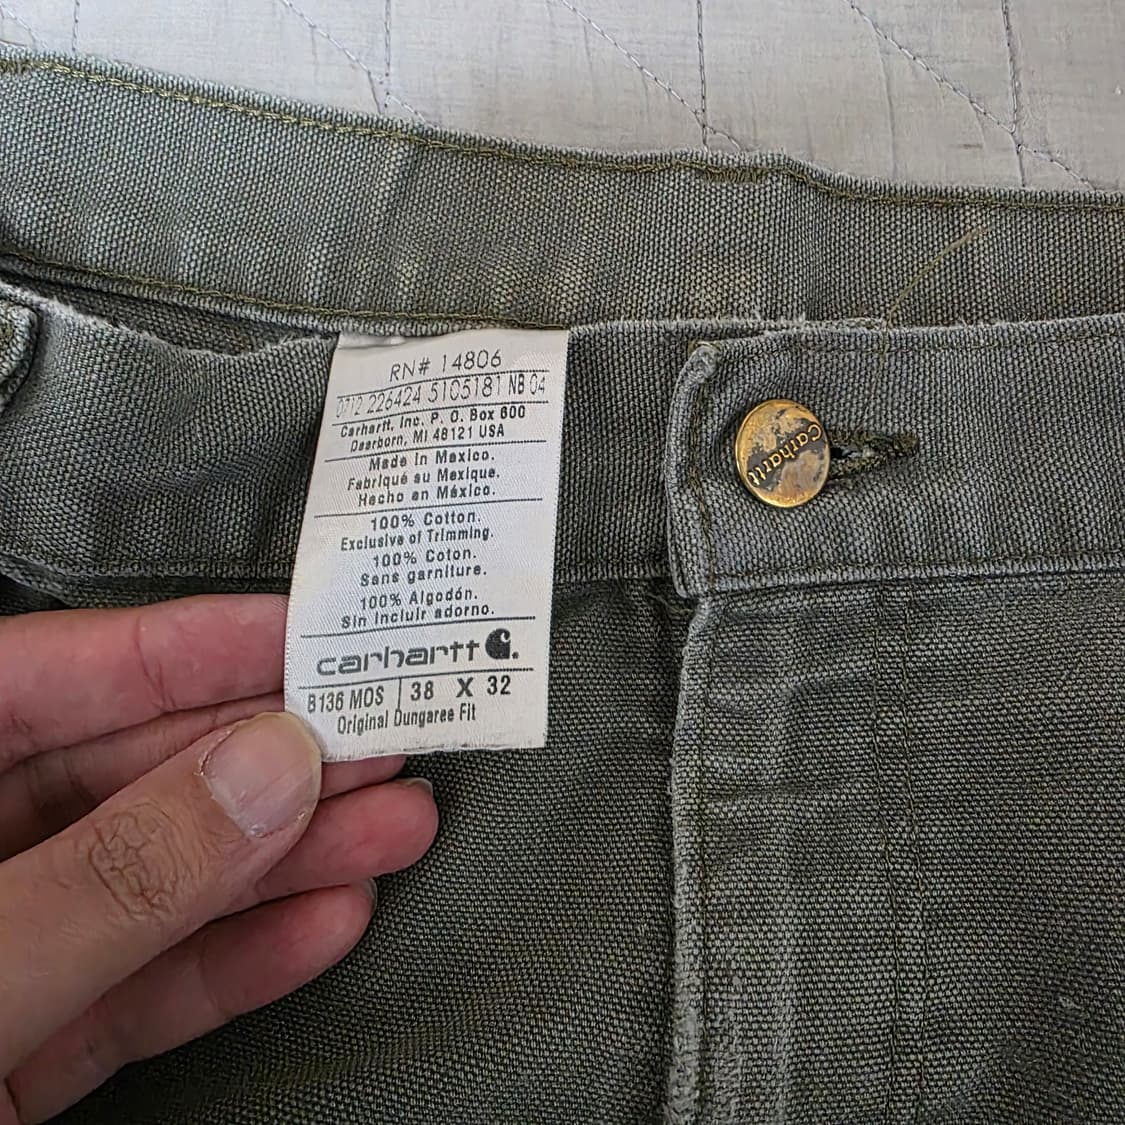 RN# 14806
0712 226424 5105181 NB 04
Carhartt, Inc. P. O. Box 600
Dearborn, MI 48121 USA
Made in Mexico.
Fabriqué au Mexique.
Hecho en México.
100% Cotton.
Exclusive of Trimming.
100% Coton.
Sans garniture.
100% Algodón.
Sin incluir adorno.
carhartt
B136 MOS 38 X 32
Original Dungaree Fit
Carhartt